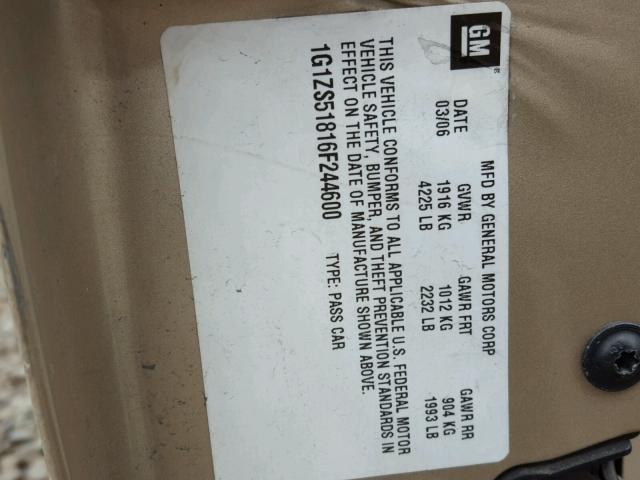 GM
MFD BY GENERAL MOTORS CORP
DATE GVWR GAWR FRT GAWR RR
03/06 1916 KG 1012 KG 904 KG
4225 LB 2232 LB 1993 LB
THIS VEHICLE CONFORMS TO ALL APPLICABLE U.S. FEDERAL MOTOR
VEHICLE SAFETY, BUMPER, AND THEFT PREVENTION STANDARDS IN
EFFECT ON THE DATE OF MANUFACTURE SHOWN ABOVE.
1G1ZS51816F244600 TYPE: PASS CAR